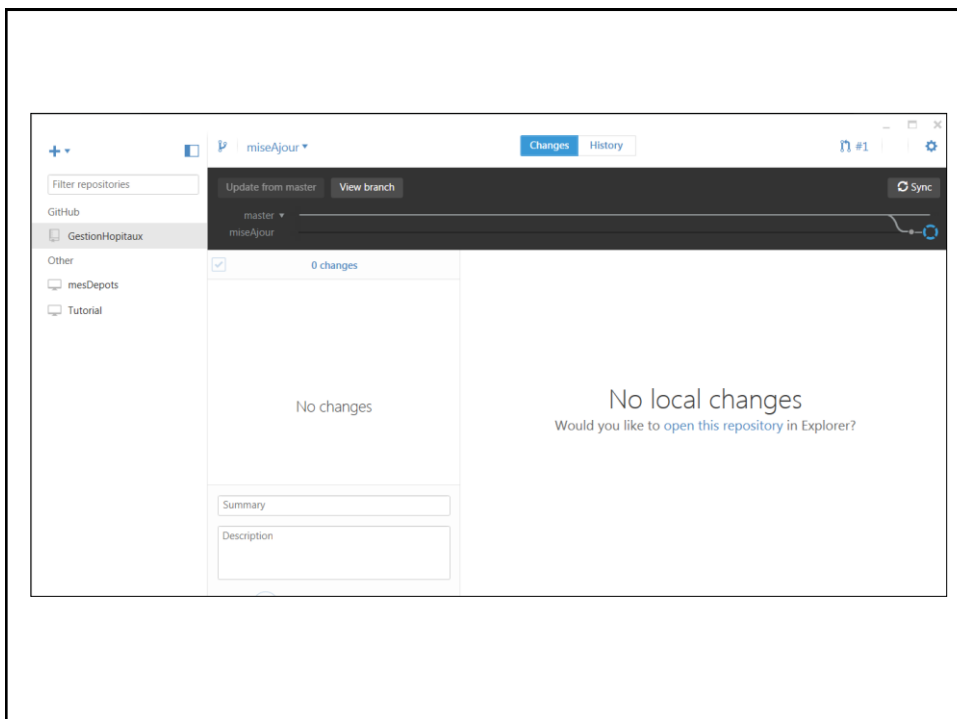 miseAjour
Changes
History
#1
Filter repositories
Update from master
View branch
Sync
GitHub
master
GestionHopitaux
miseAjour
Other
0 changes
mesDepots
Tutorial
No changes
No local changes
Would you like to open this repository in Explorer?
Summary
Description